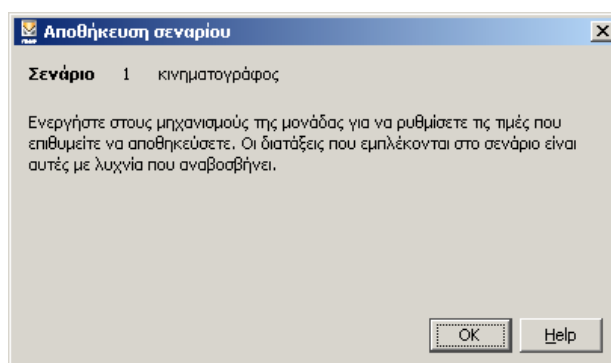 Αποθήκευση σεναρίου
Σενάριο 1 κινηματογράφος
Ενεργήστε στους μηχανισμούς της μονάδας για να ρυθμίσετε τις τιμές που
επιθυμείτε να αποθηκεύσετε. Οι διατάξεις που εμπλέκονται στο σενάριο είναι
αυτές με λυχνία που αναβοσβήνει.
OK Help